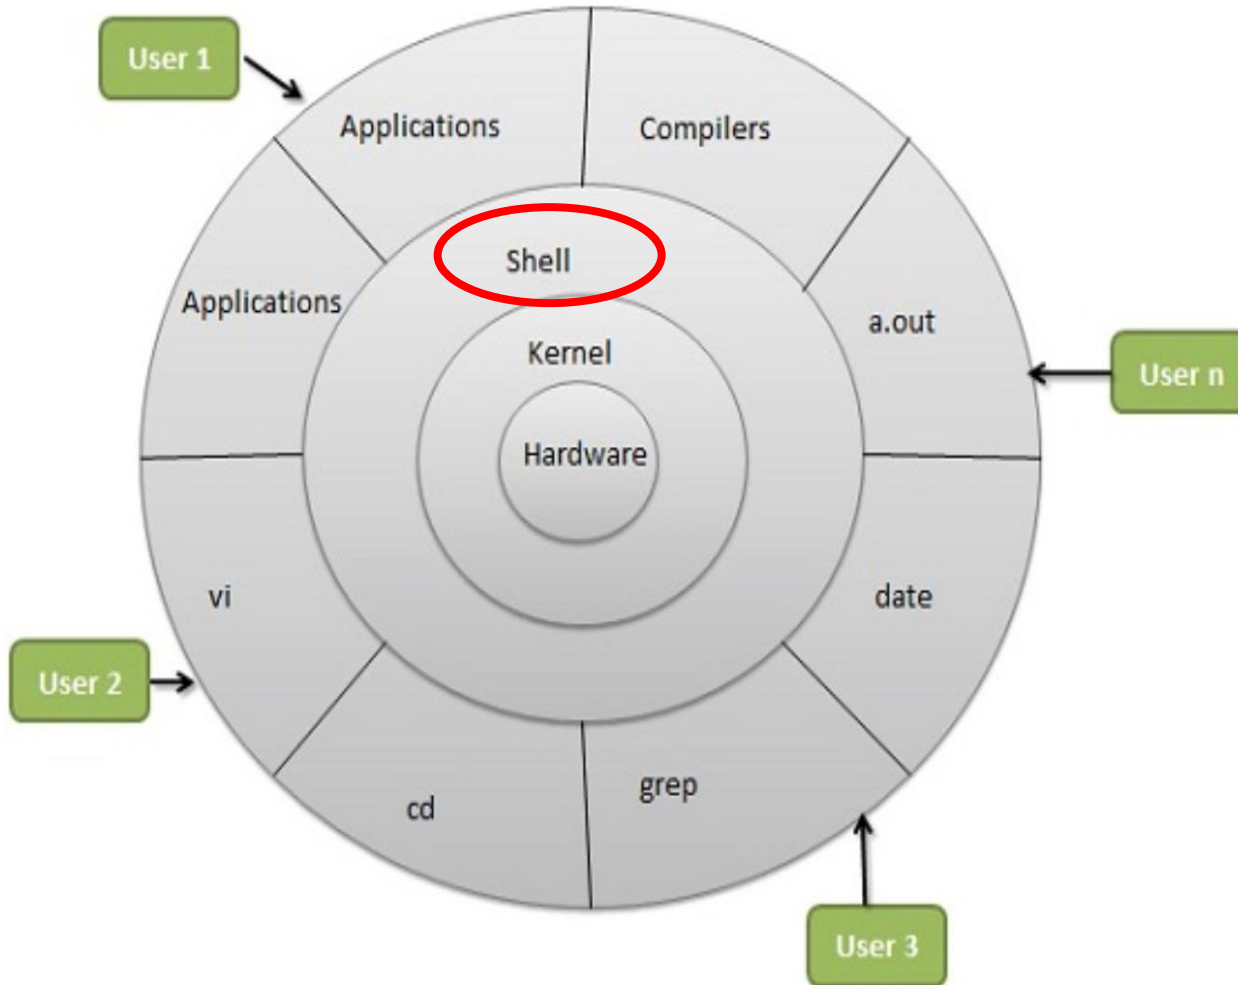 User 1
Applications
Compilers
Shell
Applications
a.out
Kernel
User n
Hardware
vi
date
User 2
cd
grep
User 3